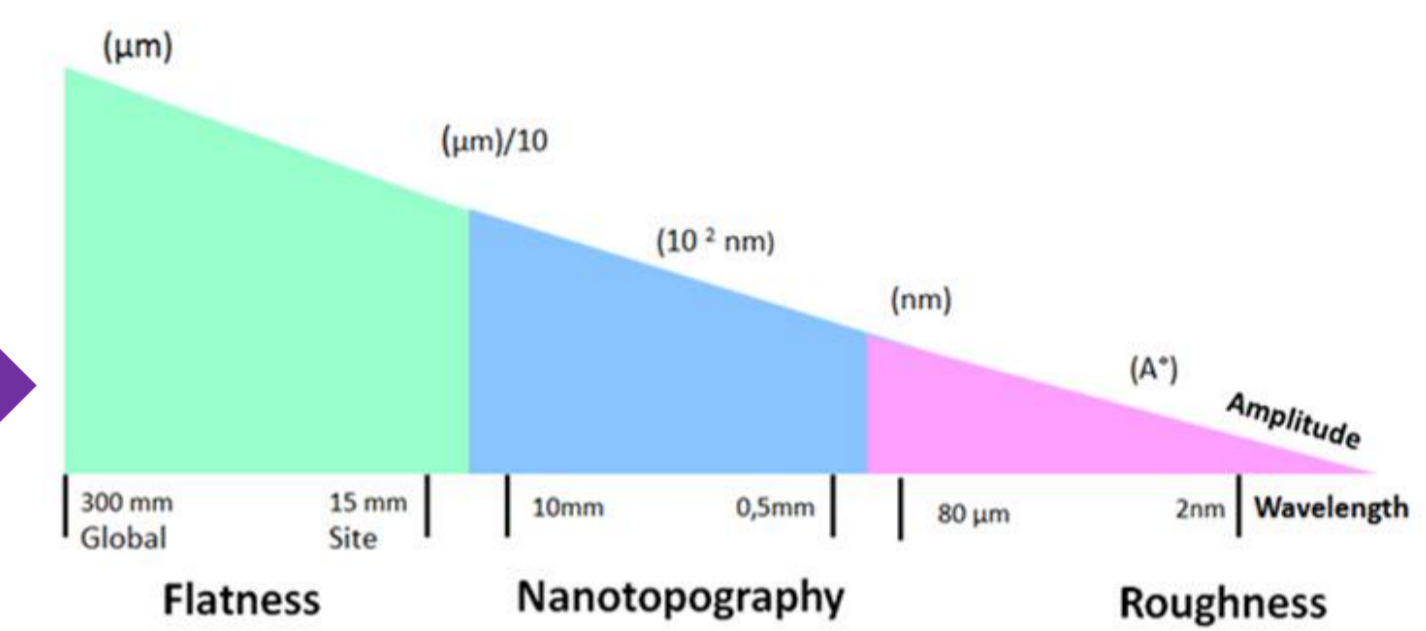 (µm)
(µm)/10
(10 ² nm)
(nm)
(A°)
Amplitude
300 mm
Global
15 mm
Site
10mm
0,5mm
80 µm
2nm
Wavelength
Flatness
Nanotopography
Roughness